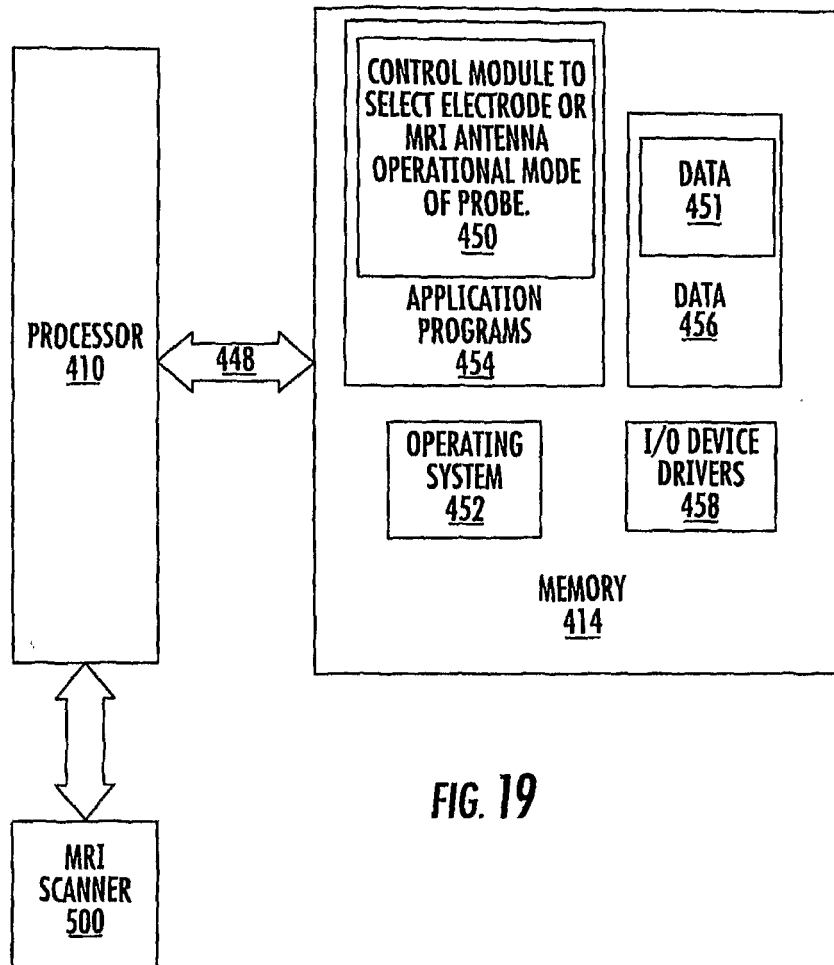 PROCESSOR
410
448
CONTROL MODULE TO
SELECT ELECTRODE OR
MRI ANTENNA
OPERATIONAL MODE
OF PROBE.
450
APPLICATION
PROGRAMS
454
DATA
451
DATA
456
OPERATING
SYSTEM
452
I/O DEVICE
DRIVERS
458
MEMORY
414
MRI
SCANNER
500
FIG. 19